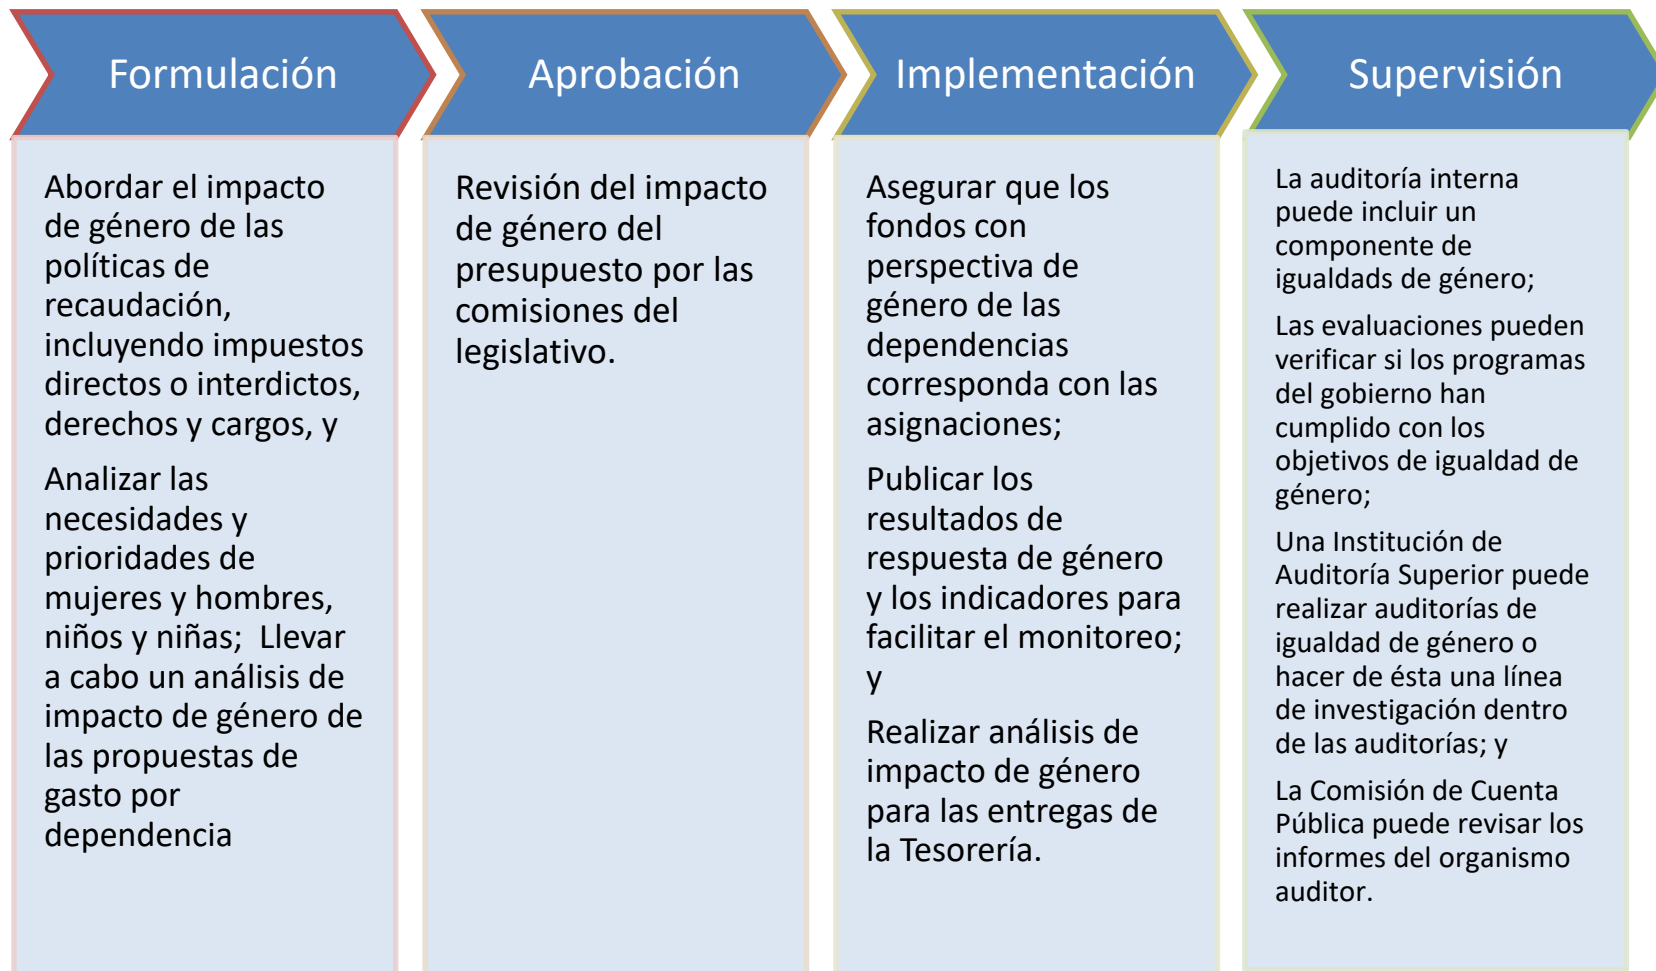 Formulación
Abordar el impacto
de género de las
políticas de
recaudación,
incluyendo impuestos
directos o interdictos,
derechos y cargos, y
Analizar las
necesidades y
prioridades de
mujeres y hombres,
niños y niñas;  Llevar
a cabo un análisis de
impacto de género de
las propuestas de
gasto por
dependencia
Aprobación
Revisión del impacto
de género del
presupuesto por las
comisiones del
legislativo.
Implementación
Asegurar que los
fondos con
perspectiva de
género de las
dependencias
corresponda con las
asignaciones;
Publicar los
resultados de
respuesta de género
y los indicadores para
facilitar el monitoreo;
y
Realizar análisis de
impacto de género
para las entregas de
la Tesorería.
Supervisión
La auditoría interna
puede incluir un
componente de
igualdads de género;
Las evaluaciones pueden
verificar si los programas
del gobierno han
cumplido con los
objetivos de igualdad de
género;
Una Institución de
Auditoría Superior puede
realizar auditorías de
igualdad de género o
hacer de ésta una línea
de investigación dentro
de las auditorías; y
La Comisión de Cuenta
Pública puede revisar los
informes del organismo
auditor.